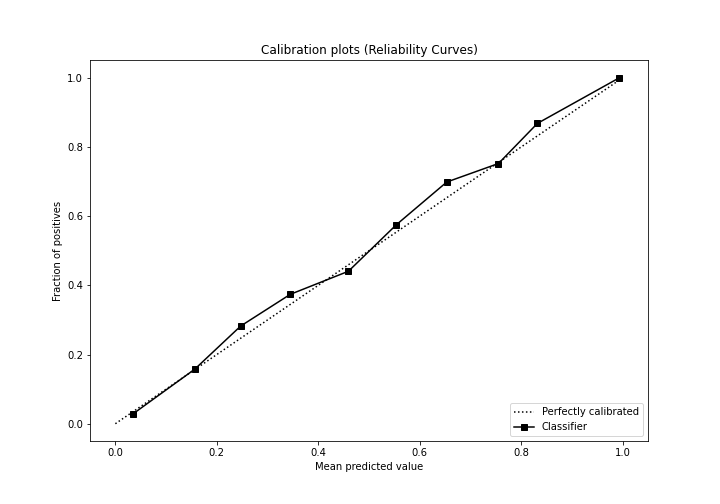 Calibration plots (Reliability Curves)
Fraction of positives
1.0
0.8
0.6
0.4
0.2
0.0
0.0 0.2 0.4 0.6 0.8 1.0
Mean predicted value
Perfectly calibrated
Classifier